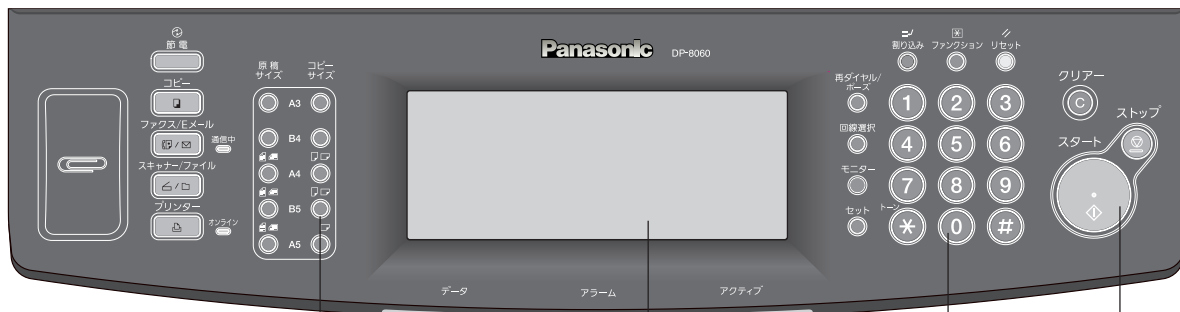 Panasonic DP-8060
節電
コピー
ファクス/Eメール
通信中
スキャナー/ファイル
プリンター
オンライン
原稿
サイズ
コピー
サイズ
A3
B4
A4
B5
A5
データ
アラーム
アクティブ
割り込み
ファンクション
リセット
再ダイヤル/
ポーズ
回線選択
モニター
セット
トーン
1 2 3
4 5 6
7 8 9
* 0 #
クリアー
C
ストップ
スタート